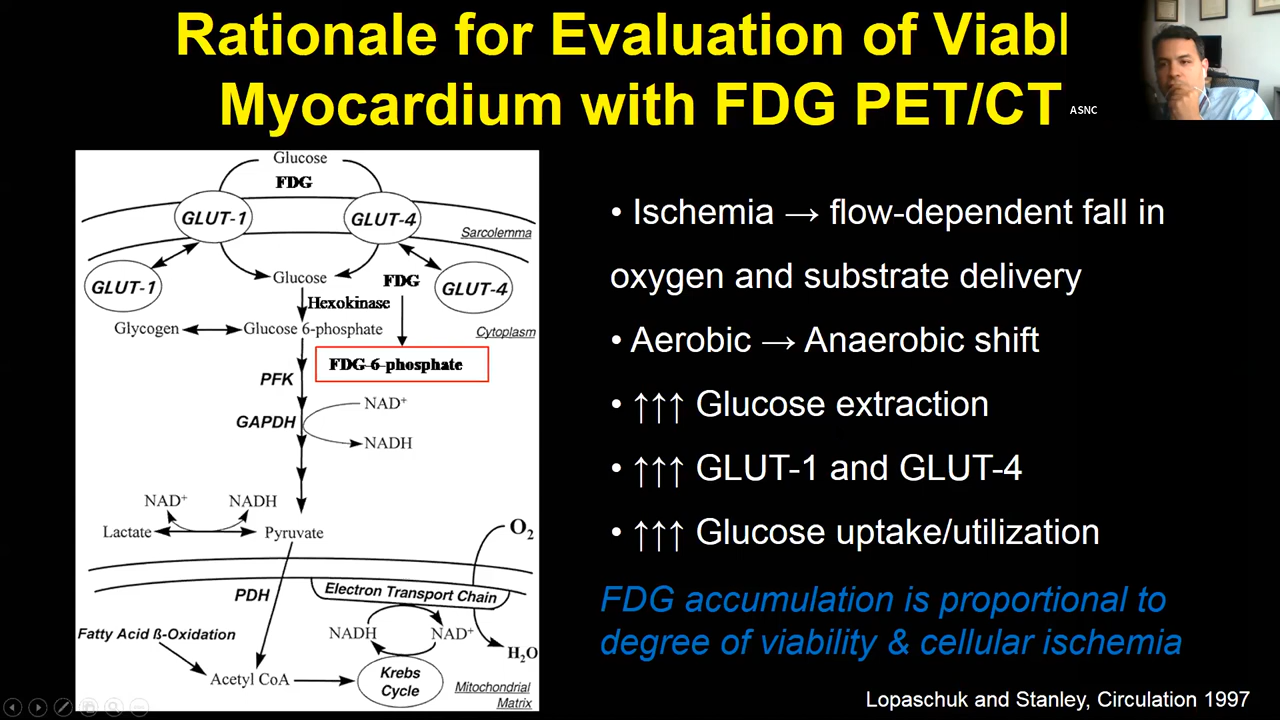 Rationale for Evaluation of Viabl
Myocardium with FDG PET/CT
ASNC
Glucose
FDG
GLUT-1
GLUT-4
Sarcolemma
GLUT-1
Glucose
FDG
GLUT-4
Hexokinase
Glycogen
Glucose 6-phosphate
Cytoplasm
FDG-6-phosphate
PFK
NAD+
GAPDH
NADH
NAD+
NADH
Lactate
Pyruvate
O2
PDH
Electron Transport Chain
Fatty Acid ß-Oxidation
NADH
NAD+
H2O
Acetyl CoA
Krebs
Cycle
Mitochondrial
Matrix
• Ischemia → flow-dependent fall in
oxygen and substrate delivery
• Aerobic → Anaerobic shift
• ↑↑↑ Glucose extraction
• ↑↑↑ GLUT-1 and GLUT-4
• ↑↑↑ Glucose uptake/utilization
FDG accumulation is proportional to
degree of viability & cellular ischemia
Lopaschuk and Stanley, Circulation 1997